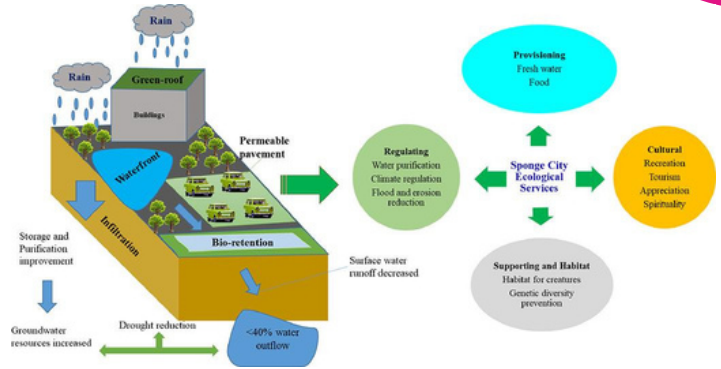 Rain
Rain
Green-roof
Buildings
Permeable
pavement
Waterfront
Infiltration
Bio-retention
Storage and
Purification
improvement
Surface water
runoff decreased
Groundwater
resources increased
Drought reduction
<40% water
outflow
Provisioning
Fresh water
Food
Regulating
Water purification
Climate regulation
Flood and erosion
reduction
Sponge City
Ecological
Services
Cultural
Recreation
Tourism
Appreciation
Spirituality
Supporting and Habitat
Habitat for creatures
Genetic diversity
prevention